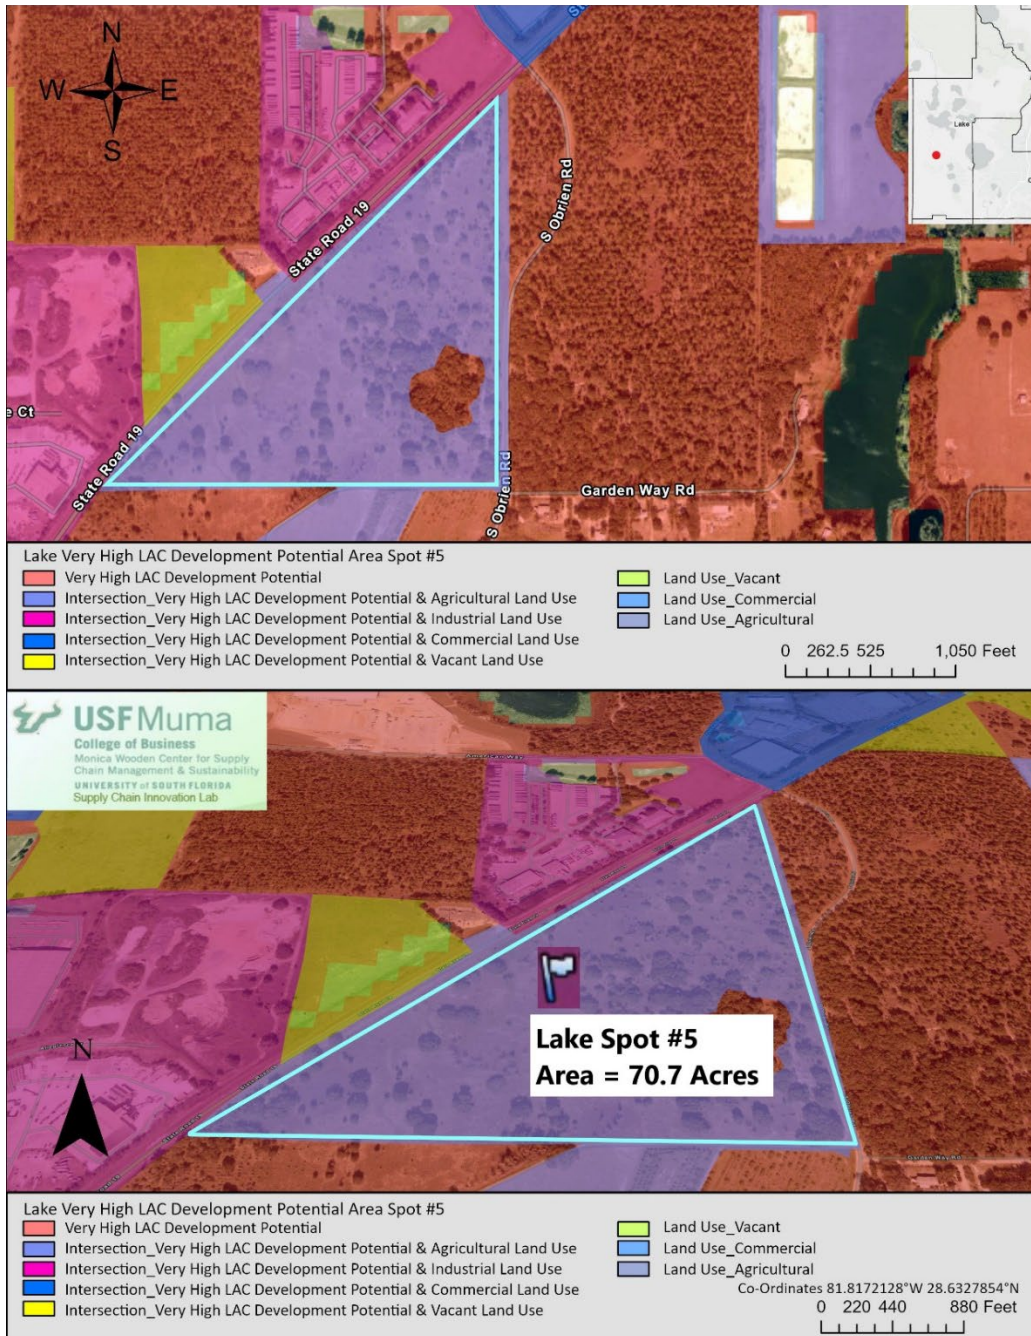 N
W E
S
State Road 19
S Obrien Rd
Lake
e Ct
State Road 19
S Obrien Rd
Garden Way Rd
Lake Very High LAC Development Potential Area Spot #5
Very High LAC Development Potential
Intersection_Very High LAC Development Potential & Agricultural Land Use
Intersection_Very High LAC Development Potential & Industrial Land Use
Intersection_Very High LAC Development Potential & Commercial Land Use
Intersection_Very High LAC Development Potential & Vacant Land Use
Land Use_Vacant
Land Use_Commercial
Land Use_Agricultural
0 262.5 525 1,050 Feet
USF Muma
College of Business
Monica Wooden Center for Supply
Chain Management & Sustainability
UNIVERSITY of SOUTH FLORIDA
Supply Chain Innovation Lab
N
Lake Spot #5
Area = 70.7 Acres
Garden Way Rd
Lake Very High LAC Development Potential Area Spot #5
Very High LAC Development Potential
Intersection_Very High LAC Development Potential & Agricultural Land Use
Intersection_Very High LAC Development Potential & Industrial Land Use
Intersection_Very High LAC Development Potential & Commercial Land Use
Intersection_Very High LAC Development Potential & Vacant Land Use
Land Use_Vacant
Land Use_Commercial
Land Use_Agricultural
Co-Ordinates 81.8172128°W 28.6327854°N
0 220 440 880 Feet